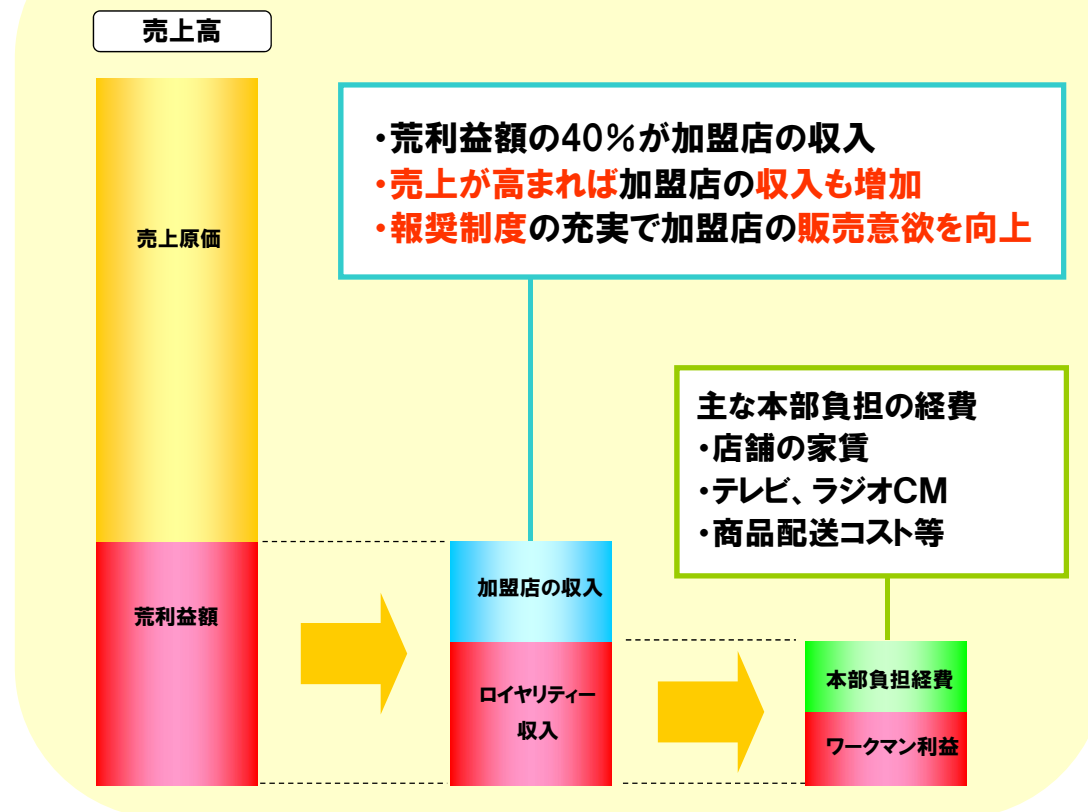 売上高
・荒利益額の40％が加盟店の収入
・売上が高まれば加盟店の収入も増加
・報奨制度の充実で加盟店の販売意欲を向上
売上原価
主な本部負担の経費
・店舗の家賃
・テレビ、ラジオCM
・商品配送コスト等
加盟店の収入
荒利益額
ロイヤリティー
収入
本部負担経費
ワークマン利益